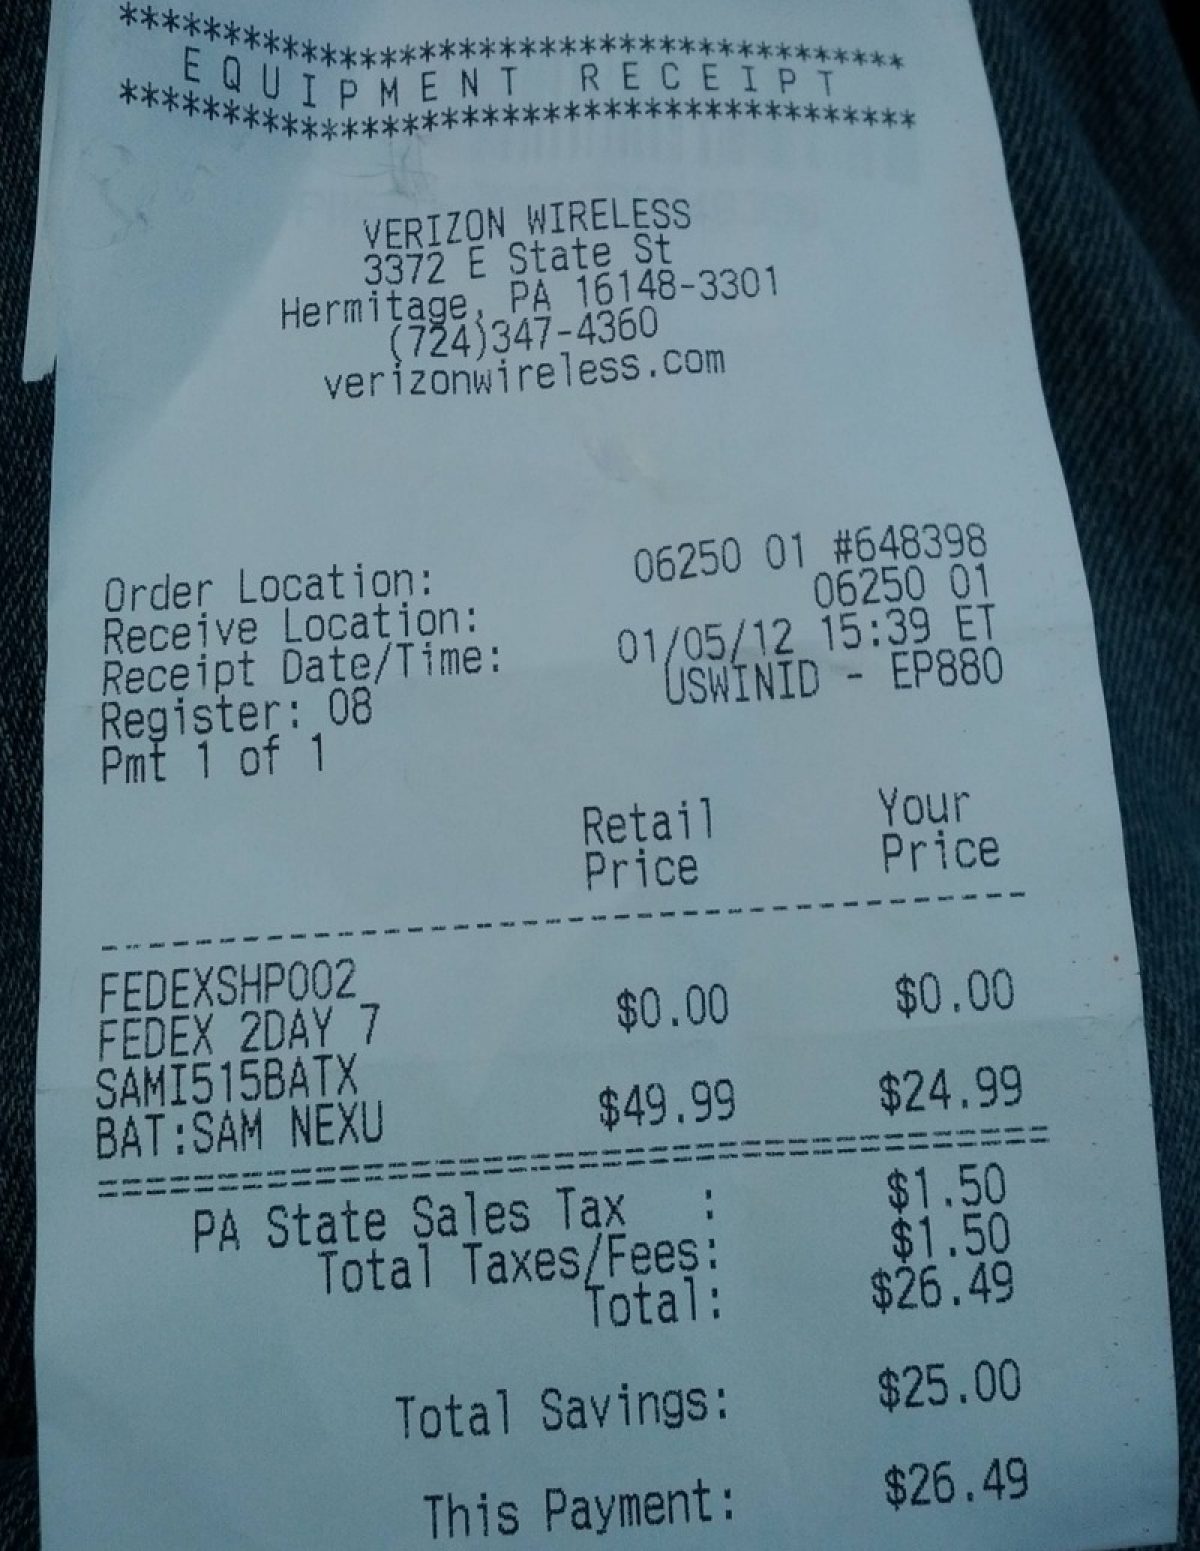 ****************************************
EQUIPMENT RECEIPT
****************************************
VERIZON WIRELESS
3372 E State St
Hermitage, PA 16148-3301
(724)347-4360
verizonwireless.com
Order Location: 06250 01 #648398
Receive Location: 06250 01
Receipt Date/Time: 01/05/12 15:39 ET
Register: 08 USWINID - EP880
Pmt 1 of 1
Retail Your
Price Price
----------------------------------------
FEDEXSHP002
FEDEX 2DAY 7 $0.00 $0.00
SAMI515BATX
BAT:SAM NEXU $49.99 $24.99
========================================
PA State Sales Tax : $1.50
Total Taxes/Fees: $1.50
Total: $26.49
Total Savings: $25.00
This Payment: $26.49